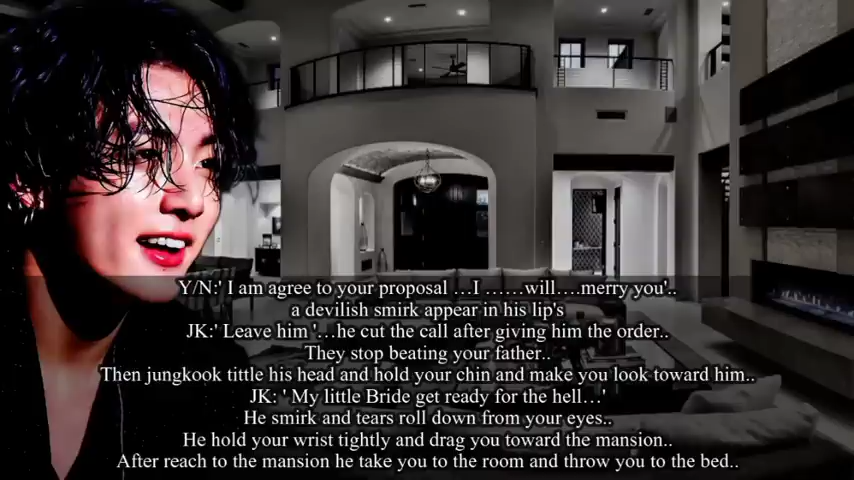 Y/N:' I am agree to your proposal …I ……will….merry you'..
a devilish smirk appear in his lip's
JK:' Leave him '…he cut the call after giving him the order..
They stop beating your father..
Then jungkook tittle his head and hold your chin and make you look toward him..
JK: ' My little Bride get ready for the hell…'
He smirk and tears roll down from your eyes..
He hold your wrist tightly and drag you toward the mansion..
After reach to the mansion he take you to the room and throw you to the bed..